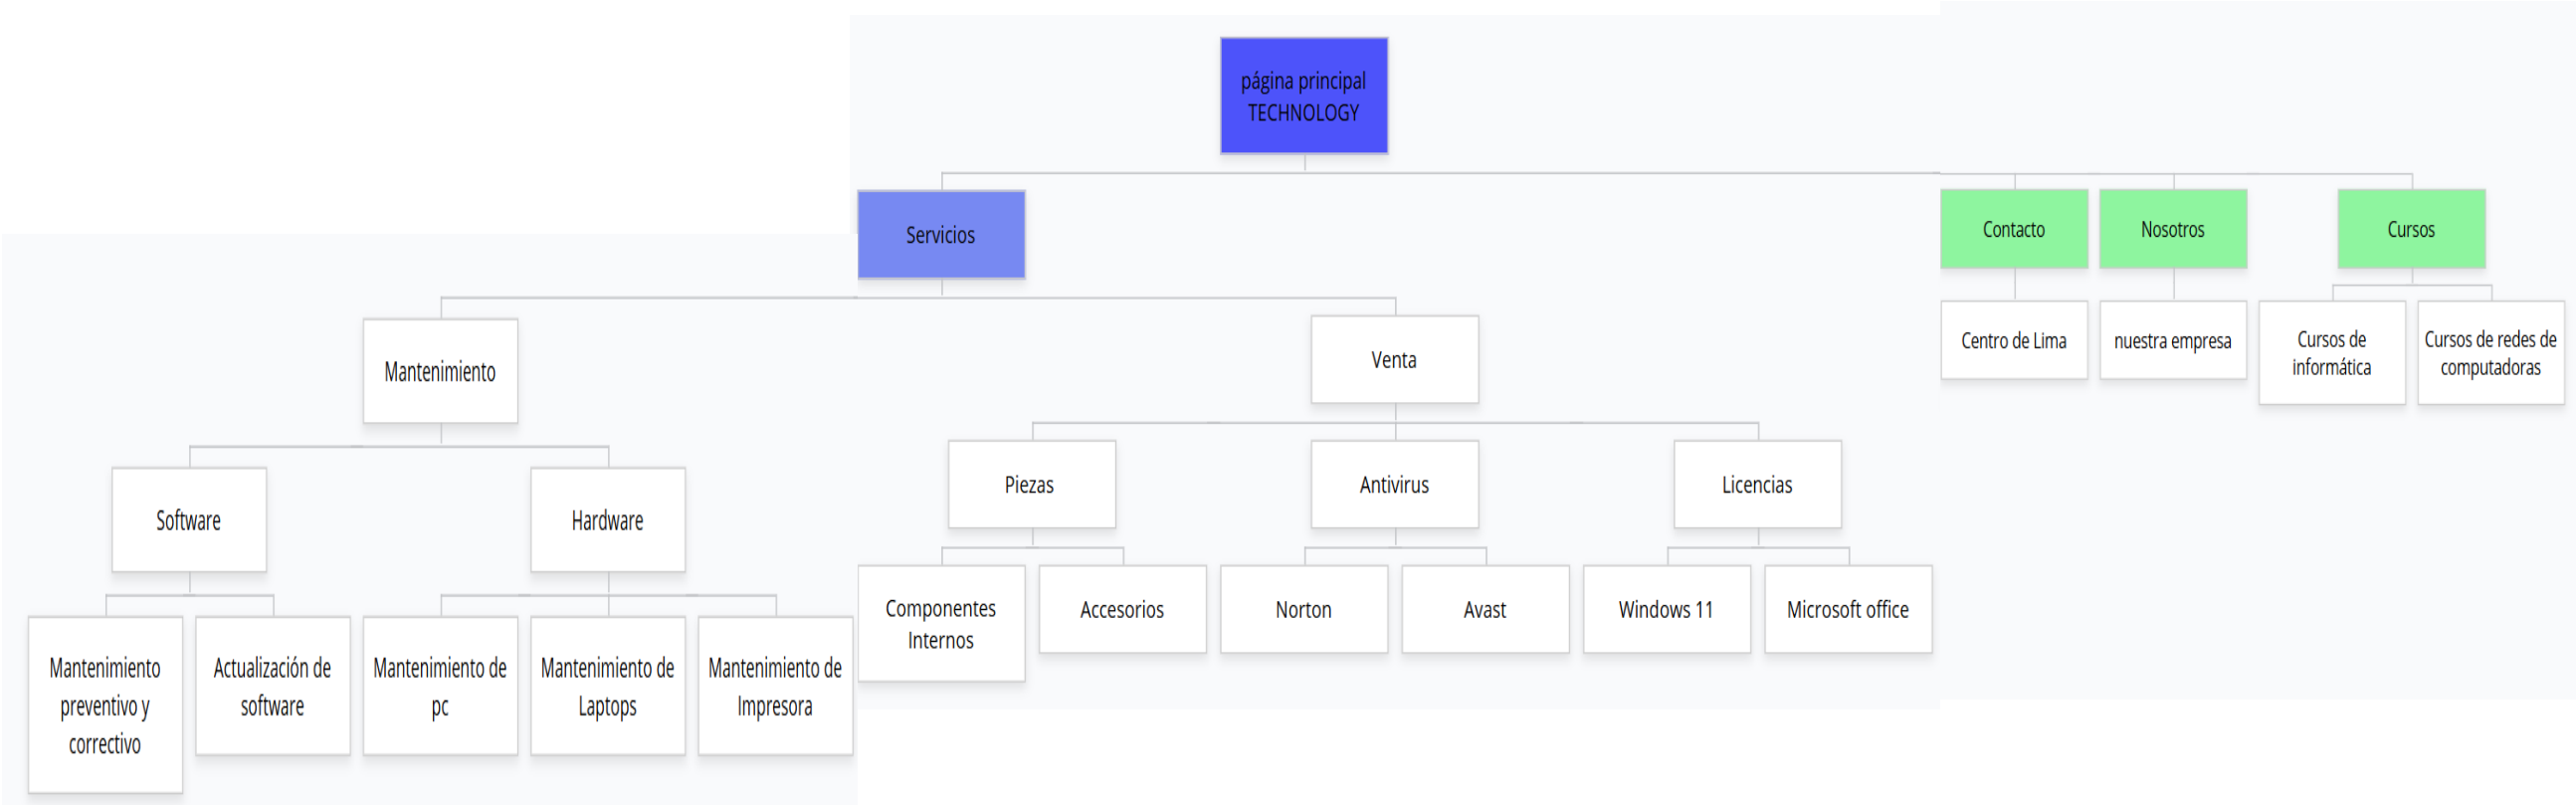 página principal
TECHNOLOGY
Servicios
Contacto
Nosotros
Cursos
Centro de Lima
nuestra empresa
Cursos de
informática
Cursos de redes de
computadoras
Mantenimiento
Venta
Software
Hardware
Piezas
Antivirus
Licencias
Mantenimiento
preventivo y
correctivo
Actualización de
software
Mantenimiento de
pc
Mantenimiento de
Laptops
Mantenimiento de
Impresora
Componentes
Internos
Accesorios
Norton
Avast
Windows 11
Microsoft office